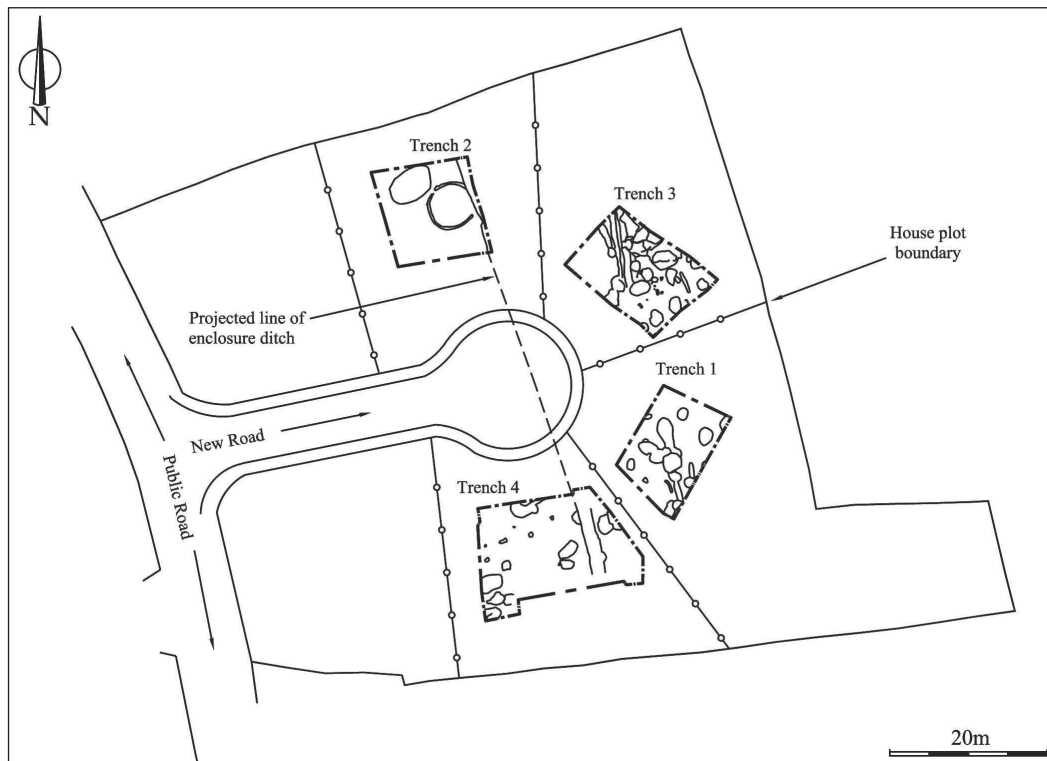 N
Trench 2
Trench 3
House plot
boundary
Projected line of
enclosure ditch
Trench 1
New Road
Public Road
Trench 4
20m